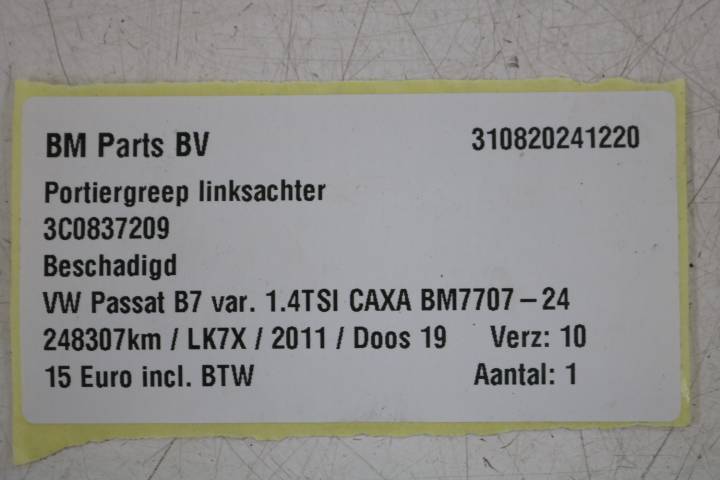 BM Parts BV 310820241220
Portiergreep linksachter
3C0837209
Beschadigd
VW Passat B7 var. 1.4TSI CAXA BM7707-24
248307km / LK7X / 2011 / Doos 19 Verz: 10
15 Euro incl. BTW Aantal: 1